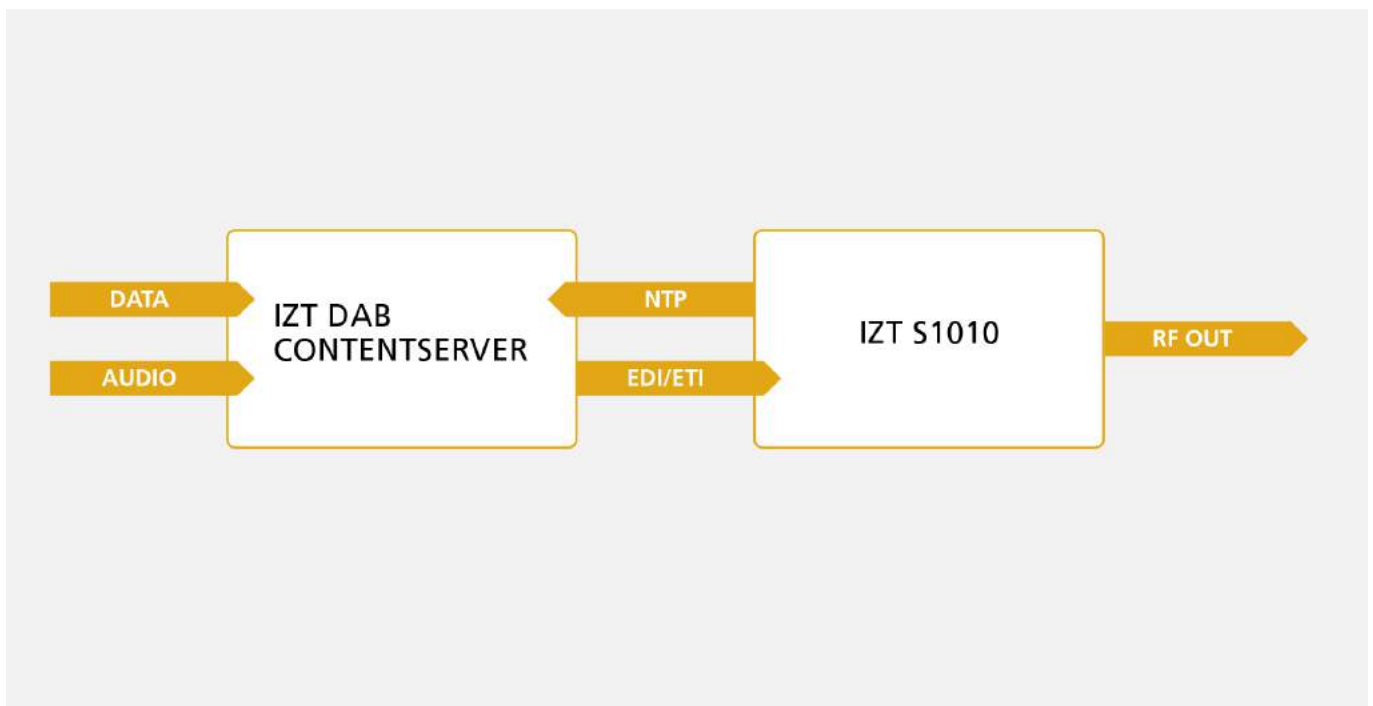 DATA
AUDIO
IZT DAB
CONTENTSERVER
NTP
EDI/ETI
IZT S1010
RF OUT